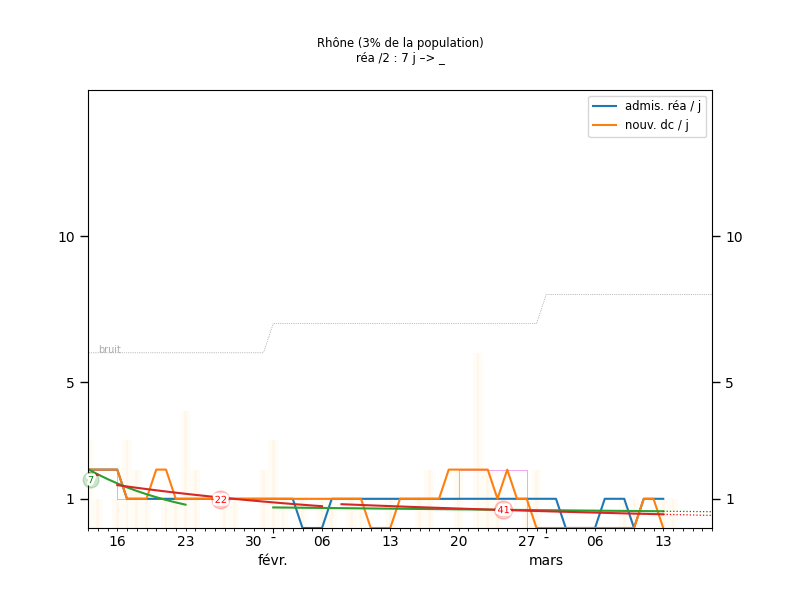 Rhône (3% de la population)
réa /2 : 7 j –> _
admis. réa / j
nouv. dc / j
10
10
bruit
5
5
-7
-22
-41
1
1
16
23
30
-
06
13
20
27
-
06
13
févr.
mars